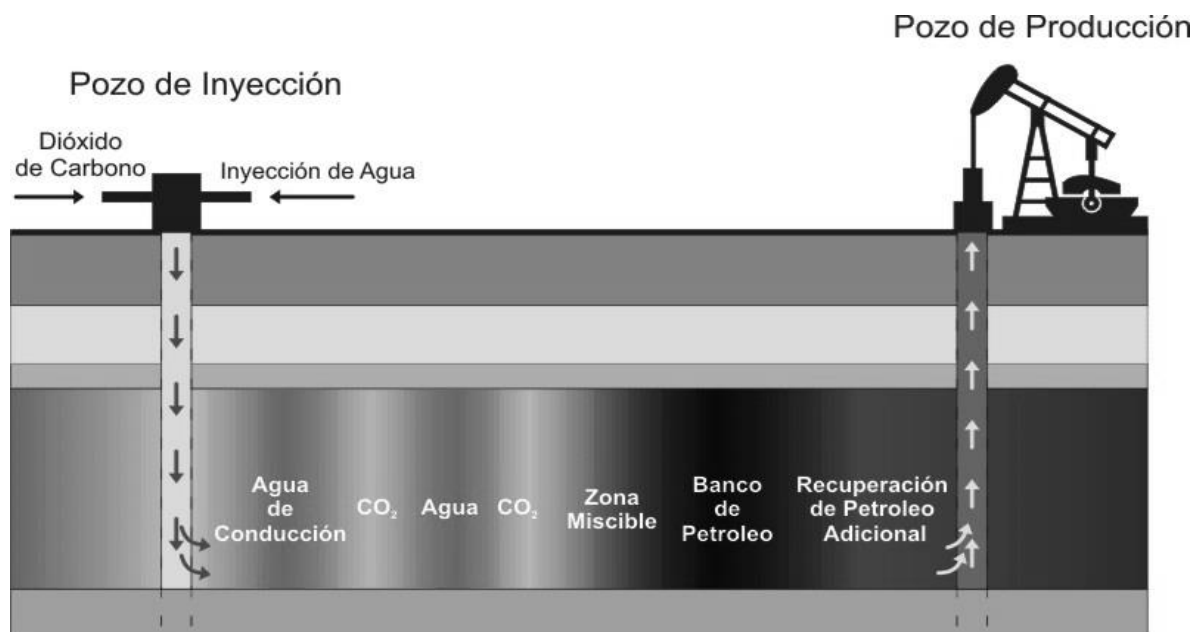 Pozo de Producción
Pozo de Inyección
Dióxido
de Carbono
Inyección de Agua
Agua
de
Conducción
CO₂
Agua
CO₂
Zona
Miscible
Banco
de
Petroleo
Recuperación
de Petroleo
Adicional